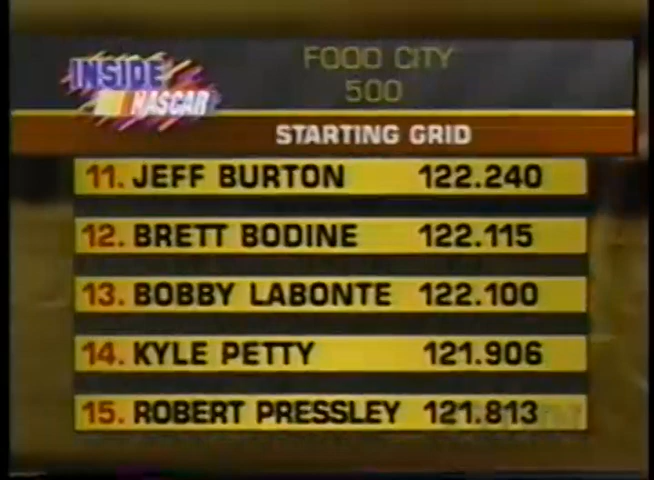 INSIDE
NASCAR
FOOD CITY
500
STARTING GRID
11. JEFF BURTON 122.240
12. BRETT BODINE 122.115
13. BOBBY LABONTE 122.100
14. KYLE PETTY 121.906
15. ROBERT PRESSLEY 121.813